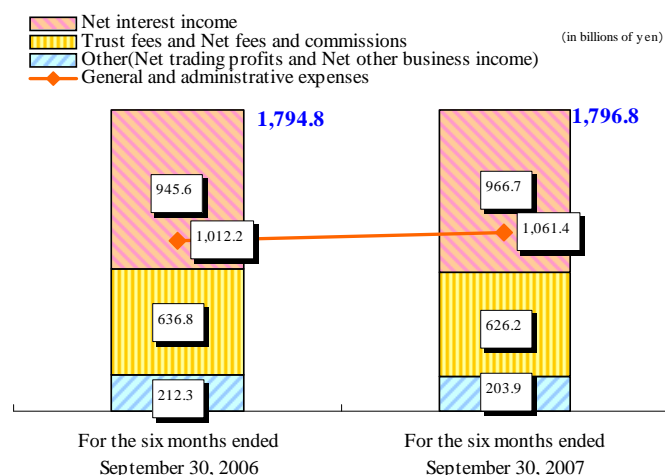 Net interest income
Trust fees and Net fees and commissions
(in billions of yen)
Other(Net trading profits and Net other business income)
General and administrative expenses
1,794.8
1,796.8
945.6
966.7
1,012.2
1,061.4
636.8
626.2
212.3
203.9
For the six months ended
September 30, 2006
For the six months ended
September 30, 2007